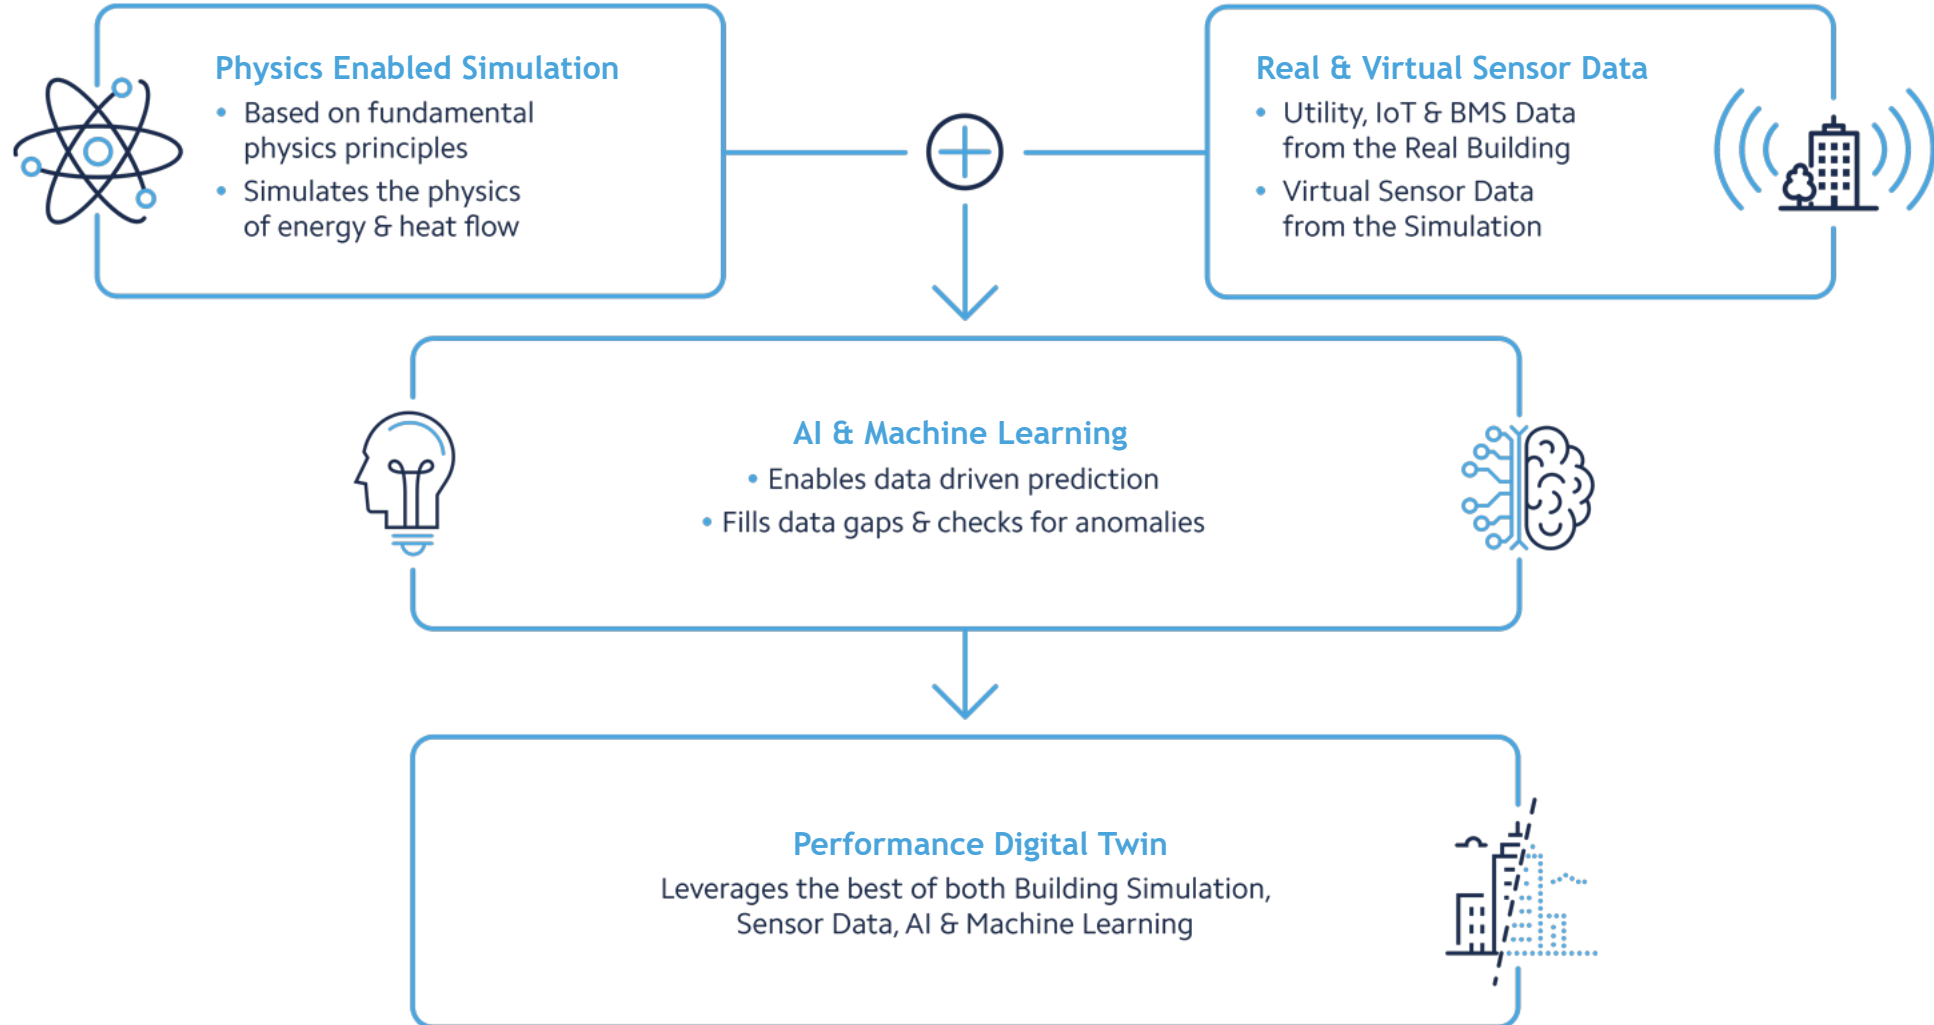 Physics Enabled Simulation
• Based on fundamental
physics principles
• Simulates the physics
of energy & heat flow
Real & Virtual Sensor Data
• Utility, IoT & BMS Data
from the Real Building
• Virtual Sensor Data
from the Simulation
AI & Machine Learning
• Enables data driven prediction
• Fills data gaps & checks for anomalies
Performance Digital Twin
Leverages the best of both Building Simulation,
Sensor Data, AI & Machine Learning